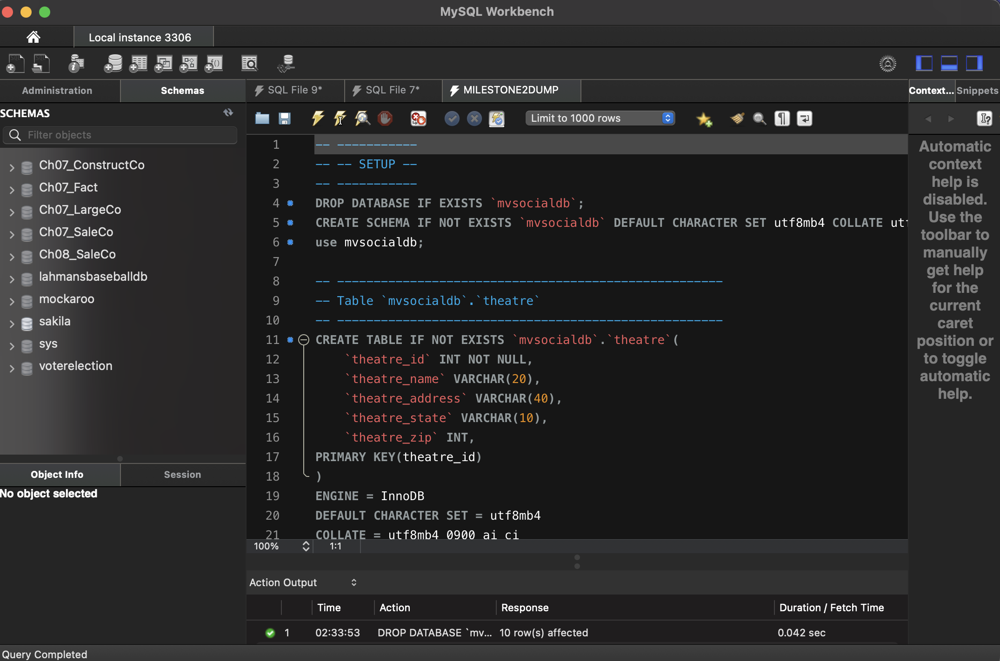 MySQL Workbench
Local instance 3306
Administration
Schemas
SQL File 9*
SQL File 7*
MILESTONE2DUMP
Context...
Snippets
SCHEMAS
Filter objects
Ch07_ConstructCo
Ch07_Fact
Ch07_LargeCo
Ch07_SaleCo
Ch08_SaleCo
lahmansbaseballdb
mockaroo
sakila
sys
voterelection
Object Info
Session
No object selected
Limit to 1000 rows
1 -- -----------
2 -- -- SETUP --
3 -- -----------
4 DROP DATABASE IF EXISTS `mvsocialdb`;
5 CREATE SCHEMA IF NOT EXISTS `mvsocialdb` DEFAULT CHARACTER SET utf8mb4 COLLATE utf
6 use mvsocialdb;
7
8 -- -----------------------------------------------------
9 -- Table `mvsocialdb`.`theatre`
10 -- -----------------------------------------------------
11 CREATE TABLE IF NOT EXISTS `mvsocialdb`.`theatre`(
12 `theatre_id` INT NOT NULL,
13 `theatre_name` VARCHAR(20),
14 `theatre_address` VARCHAR(40),
15 `theatre_state` VARCHAR(10),
16 `theatre_zip` INT,
17 PRIMARY KEY(theatre_id)
18 )
19 ENGINE = InnoDB
20 DEFAULT CHARACTER SET = utf8mb4
21 COLLATE = utf8mb4_0900_ai_ci
100%
1:1
Automatic
context
help is
disabled.
Use the
toolbar to
manually
get help
for the
current
caret
position or
to toggle
automatic
help.
Action Output
Time Action Response Duration / Fetch Time
1 02:33:53 DROP DATABASE `mv... 10 row(s) affected 0.042 sec
Query Completed